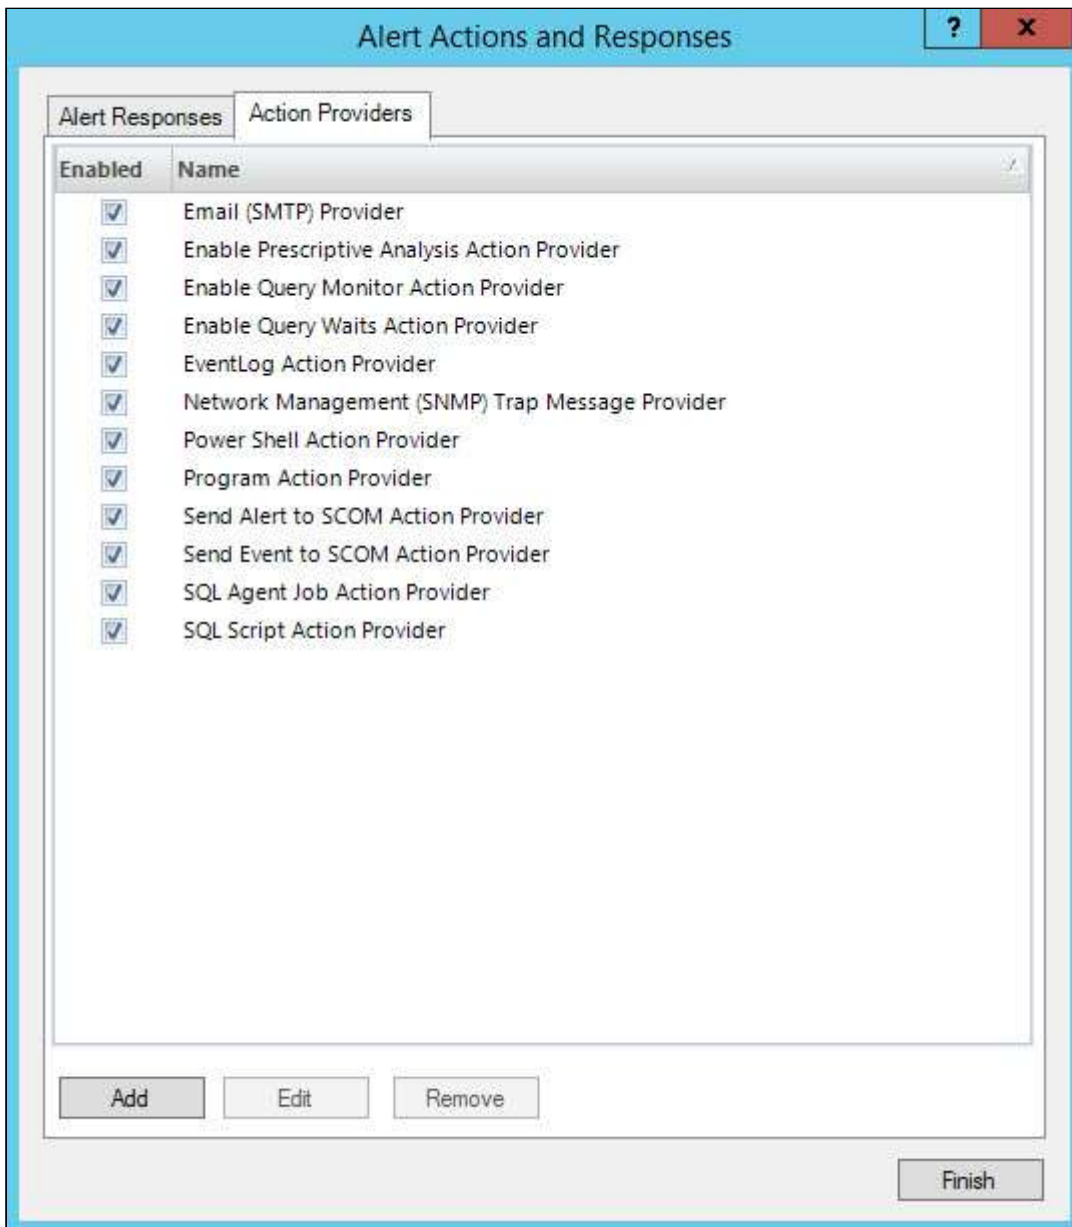 Alert Actions and Responses ? x
Alert Responses Action Providers
Enabled Name
Email (SMTP) Provider
Enable Prescriptive Analysis Action Provider
Enable Query Monitor Action Provider
Enable Query Waits Action Provider
EventLog Action Provider
Network Management (SNMP) Trap Message Provider
Power Shell Action Provider
Program Action Provider
Send Alert to SCOM Action Provider
Send Event to SCOM Action Provider
SQL Agent Job Action Provider
SQL Script Action Provider
Add Edit Remove
Finish